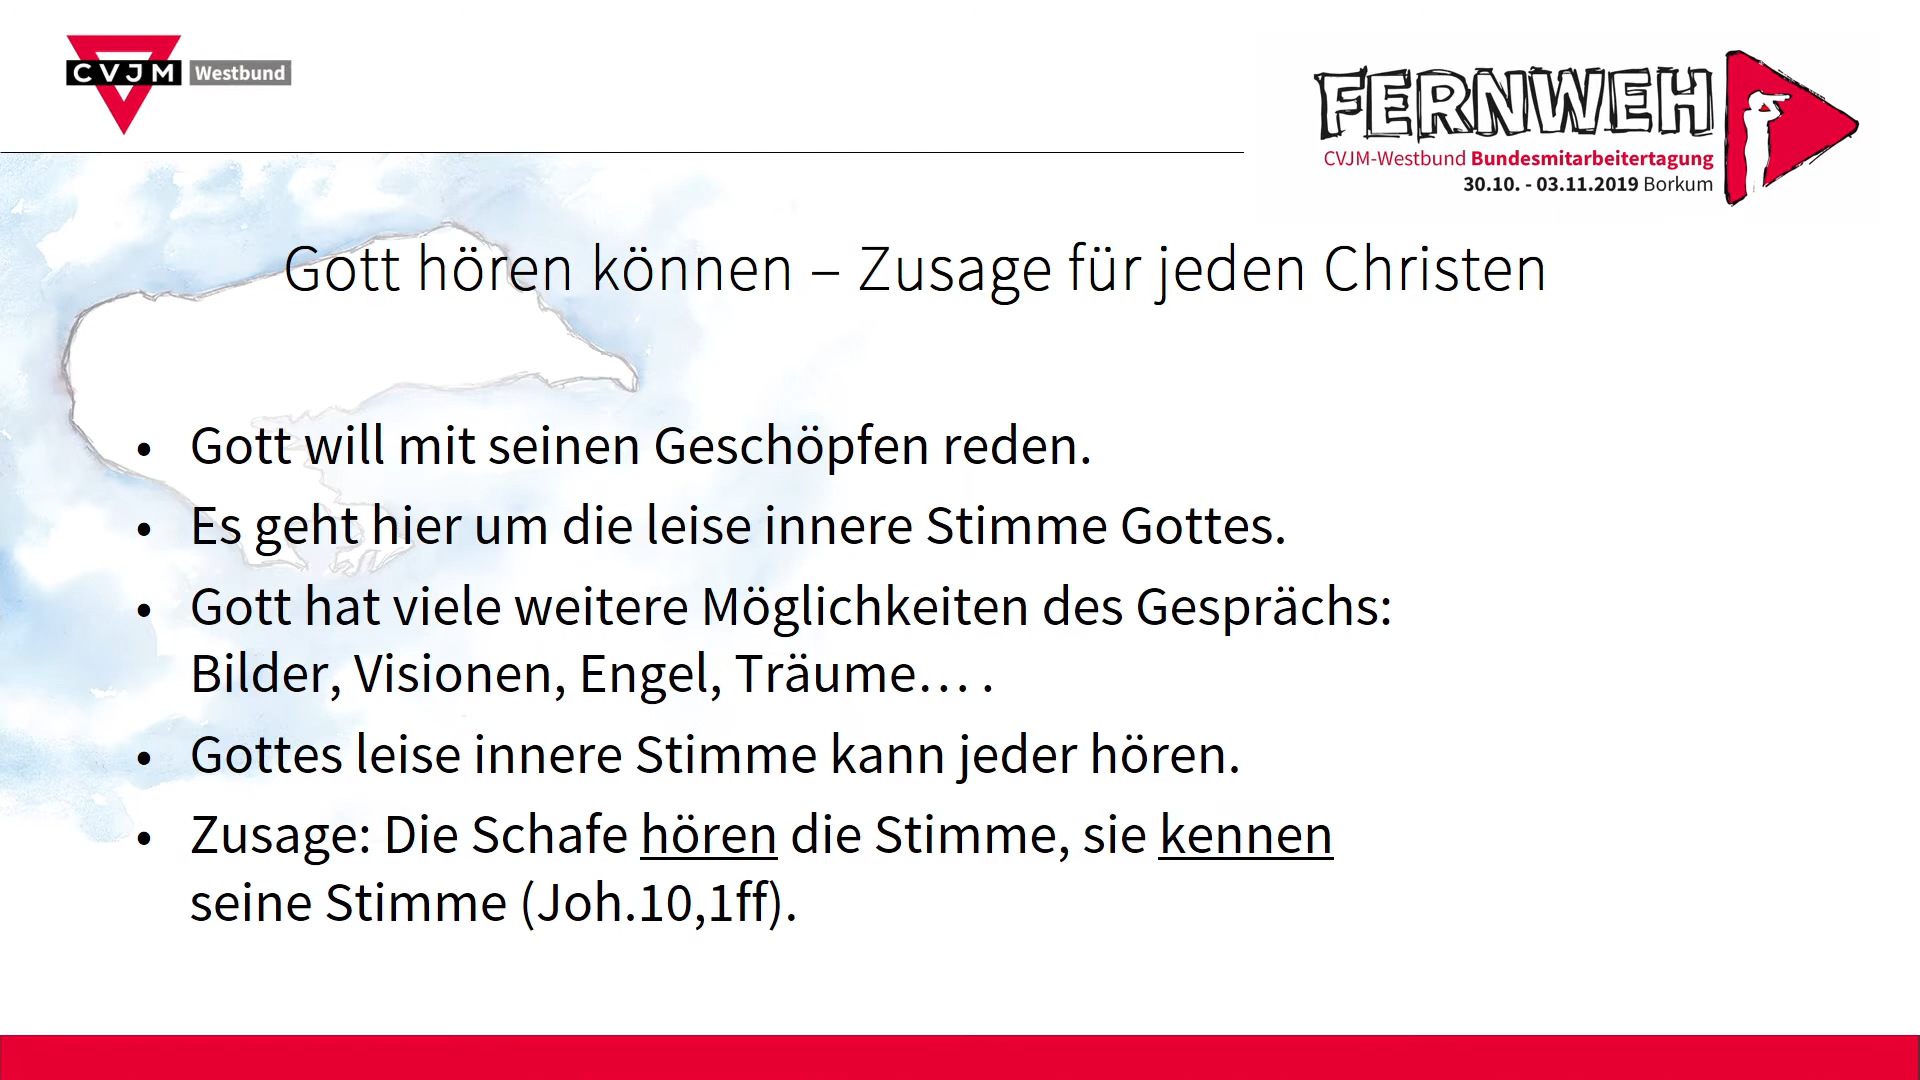 CVJM Westbund
FERNWEH
CVJM-Westbund Bundesmitarbeitertagung
30.10. - 03.11.2019 Borkum
Gott hören können – Zusage für jeden Christen
• Gott will mit seinen Geschöpfen reden.
• Es geht hier um die leise innere Stimme Gottes.
• Gott hat viele weitere Möglichkeiten des Gesprächs:
Bilder, Visionen, Engel, Träume… .
• Gottes leise innere Stimme kann jeder hören.
• Zusage: Die Schafe hören die Stimme, sie kennen
seine Stimme (Joh.10,1ff).